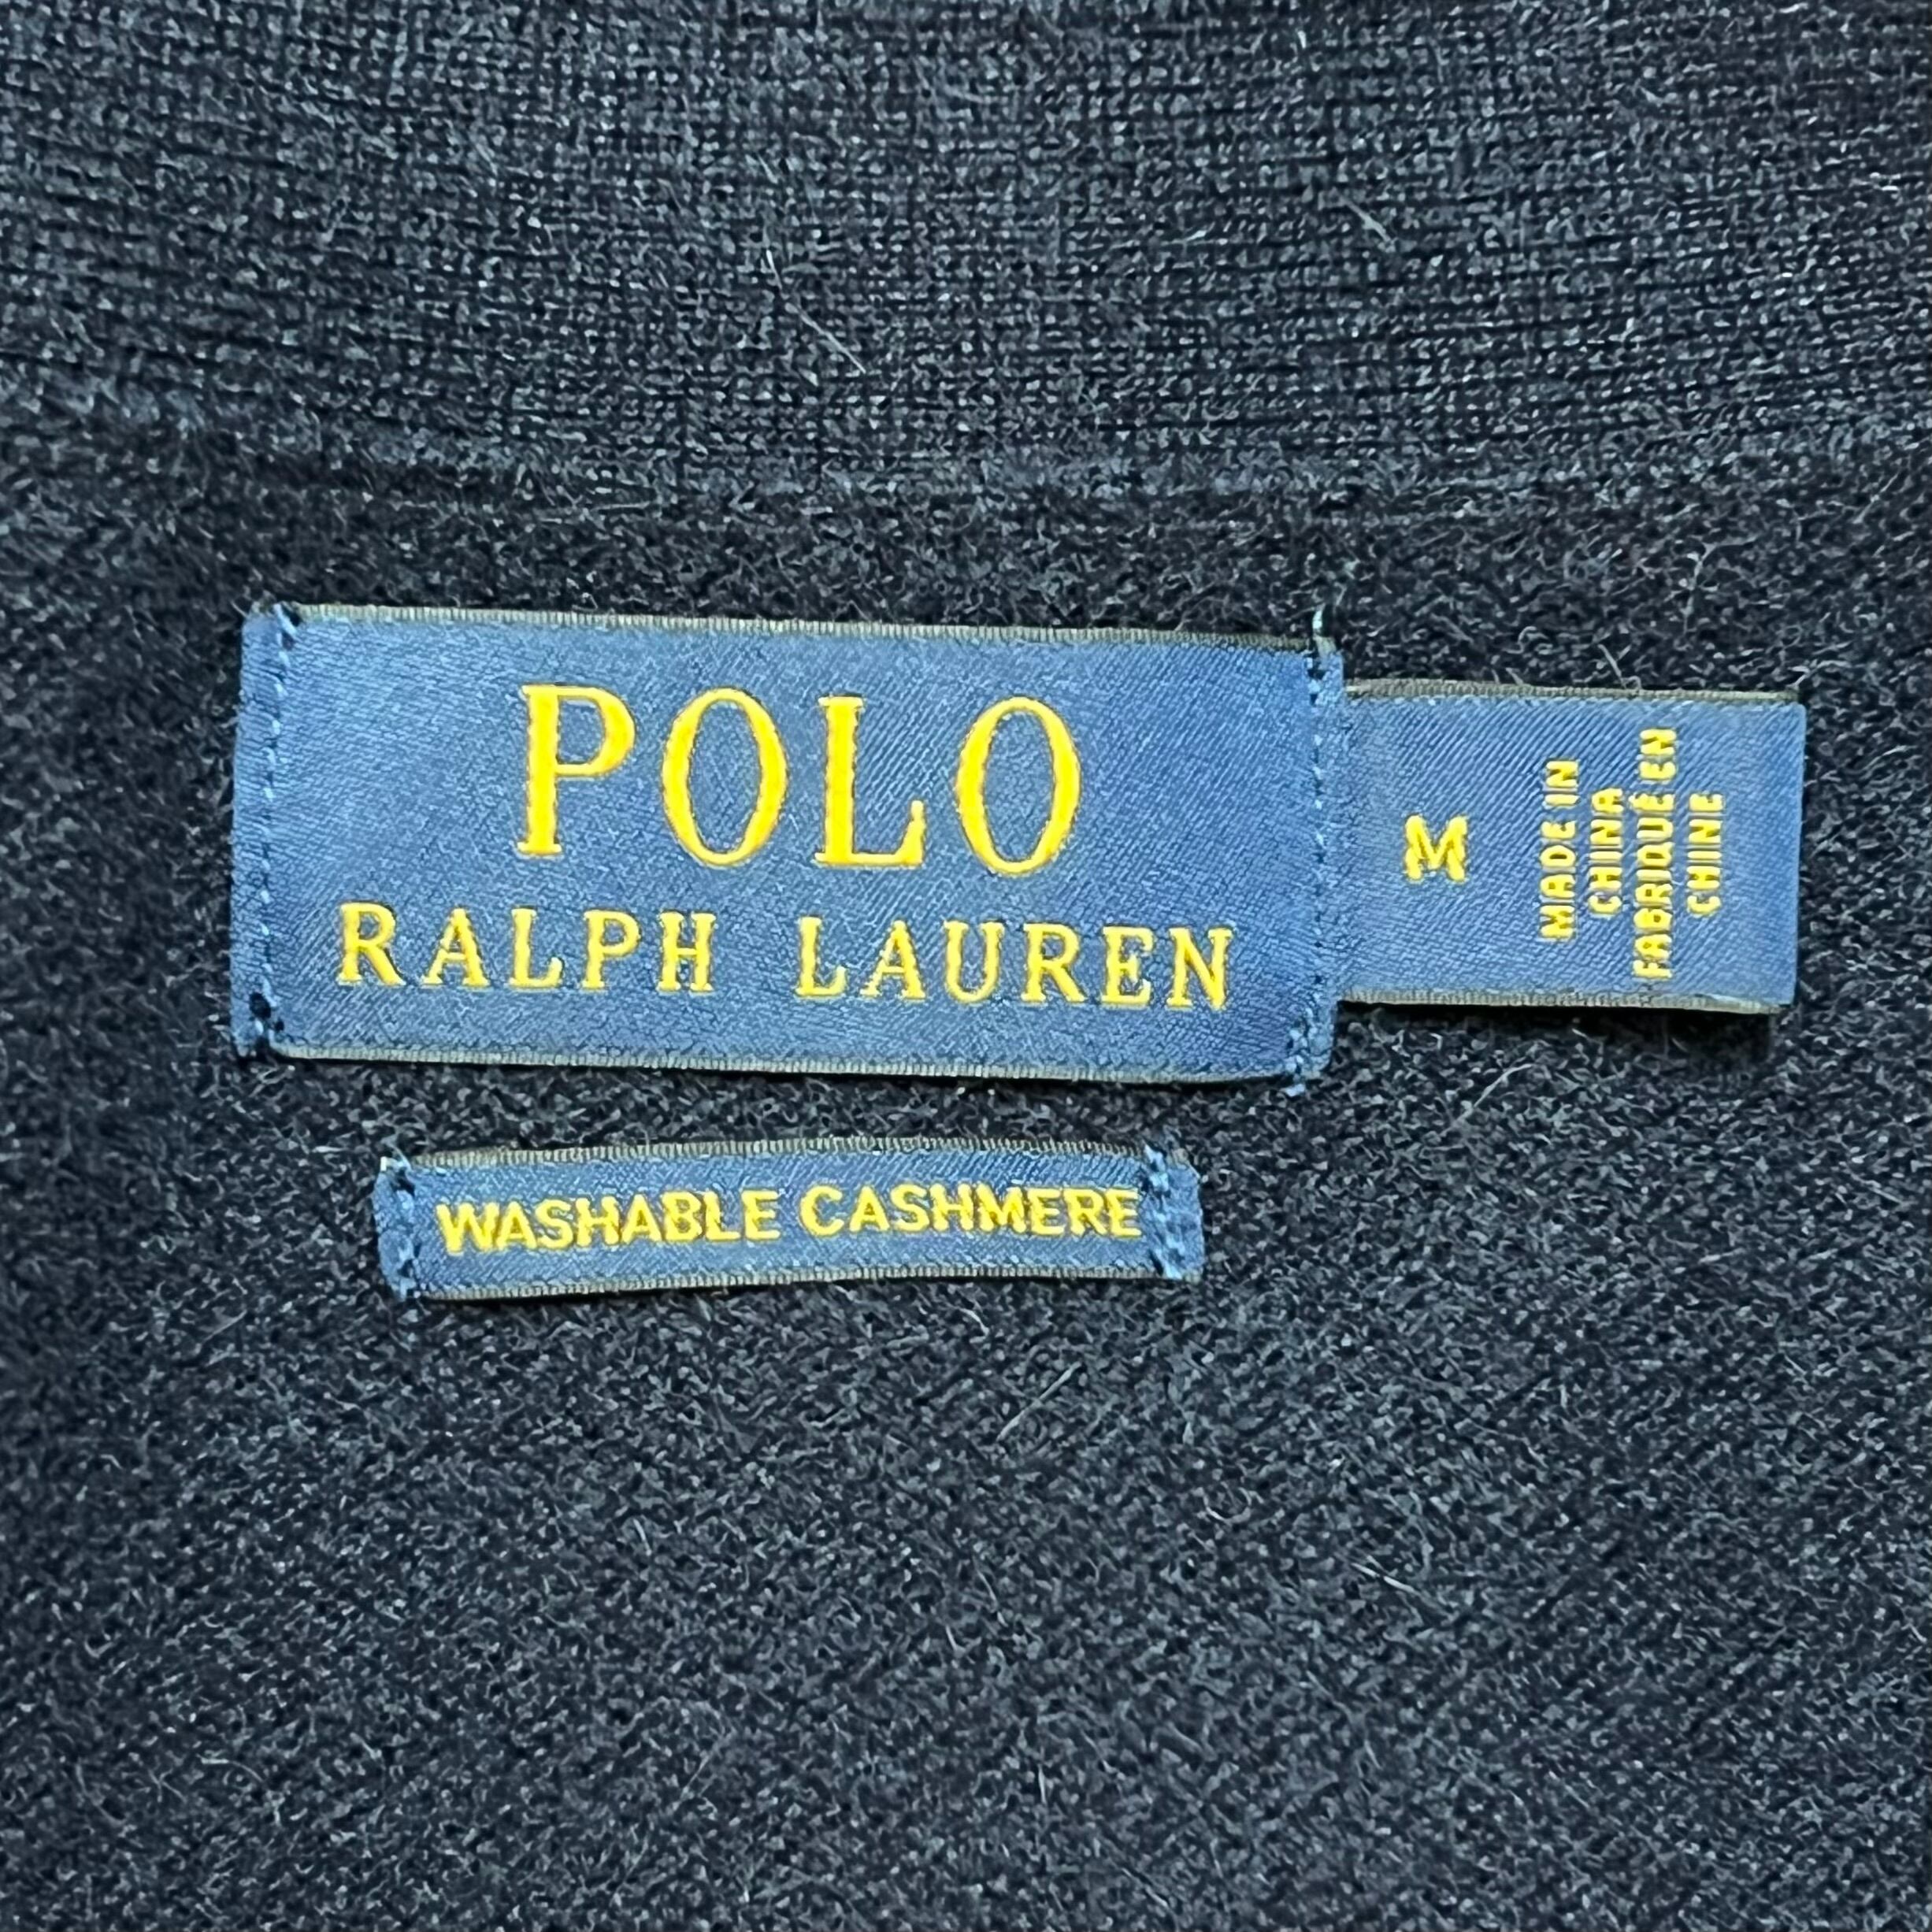 POLO
RALPH LAUREN
M
MADE IN
CHINA
FABRIQUÉ EN
CHINE
WASHABLE CASHMERE